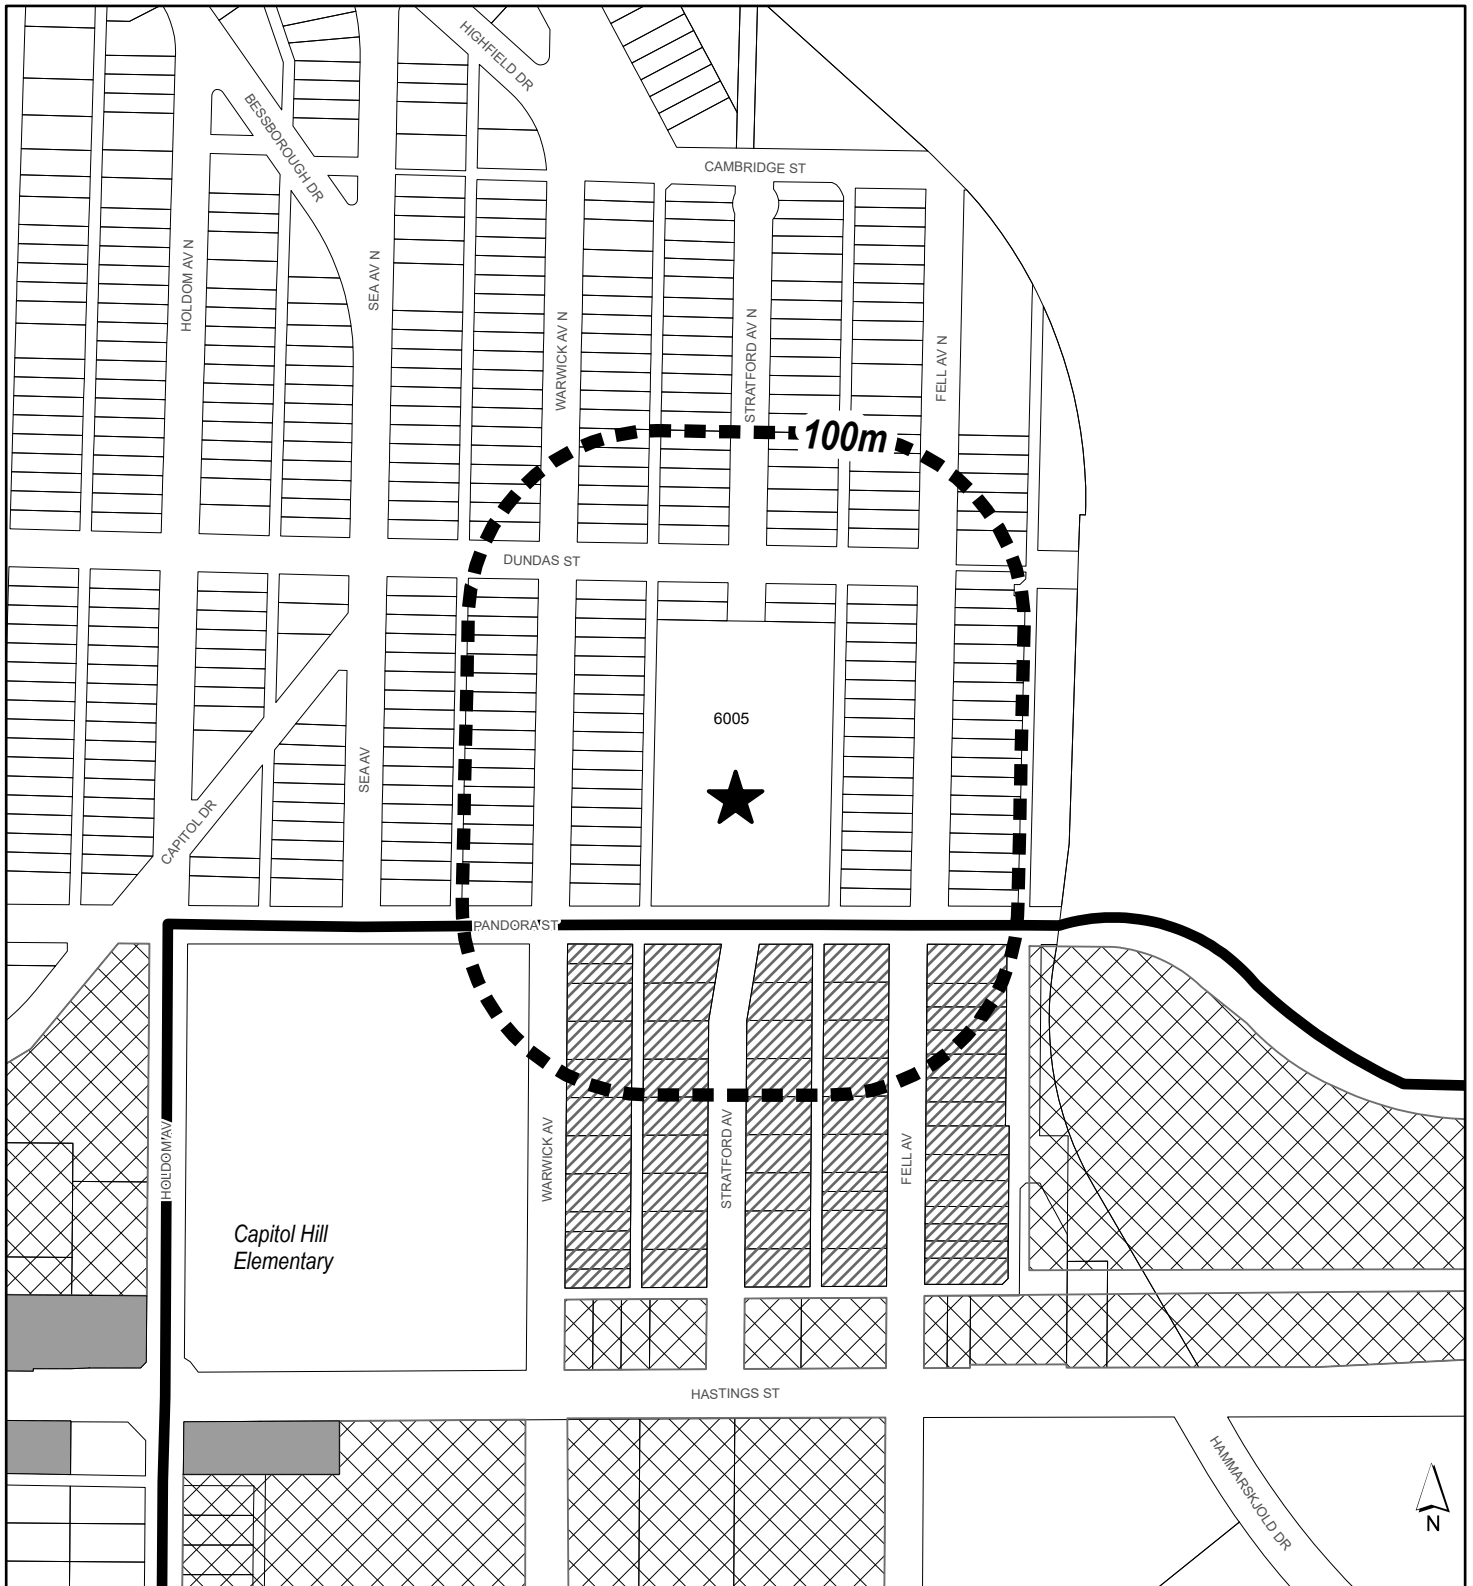 HIGHFIELD DR
BESSBOROUGH DR
CAMBRIDGE ST
HOLDOM AV N
SEA AV N
WARWICK AV N
STRATFORD AV N
FELL AV N
100m
DUNDAS ST
6005
SEA AV
CAPITOL DR
PANDORA ST
HOLDOM AV
WARWICK AV
STRATFORD AV
FELL AV
Capitol Hill
Elementary
HASTINGS ST
HAMMARSKJOLD DR
N